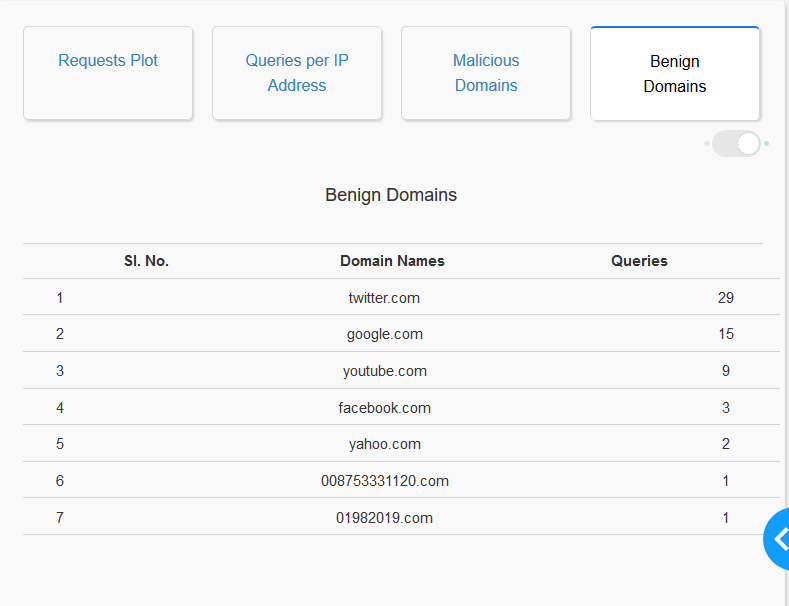 Requests Plot
Queries per IP
Address
Malicious
Domains
Benign
Domains
Benign Domains
Sl. No. Domain Names Queries
1 twitter.com 29
2 google.com 15
3 youtube.com 9
4 facebook.com 3
5 yahoo.com 2
6 008753331120.com 1
7 01982019.com 1